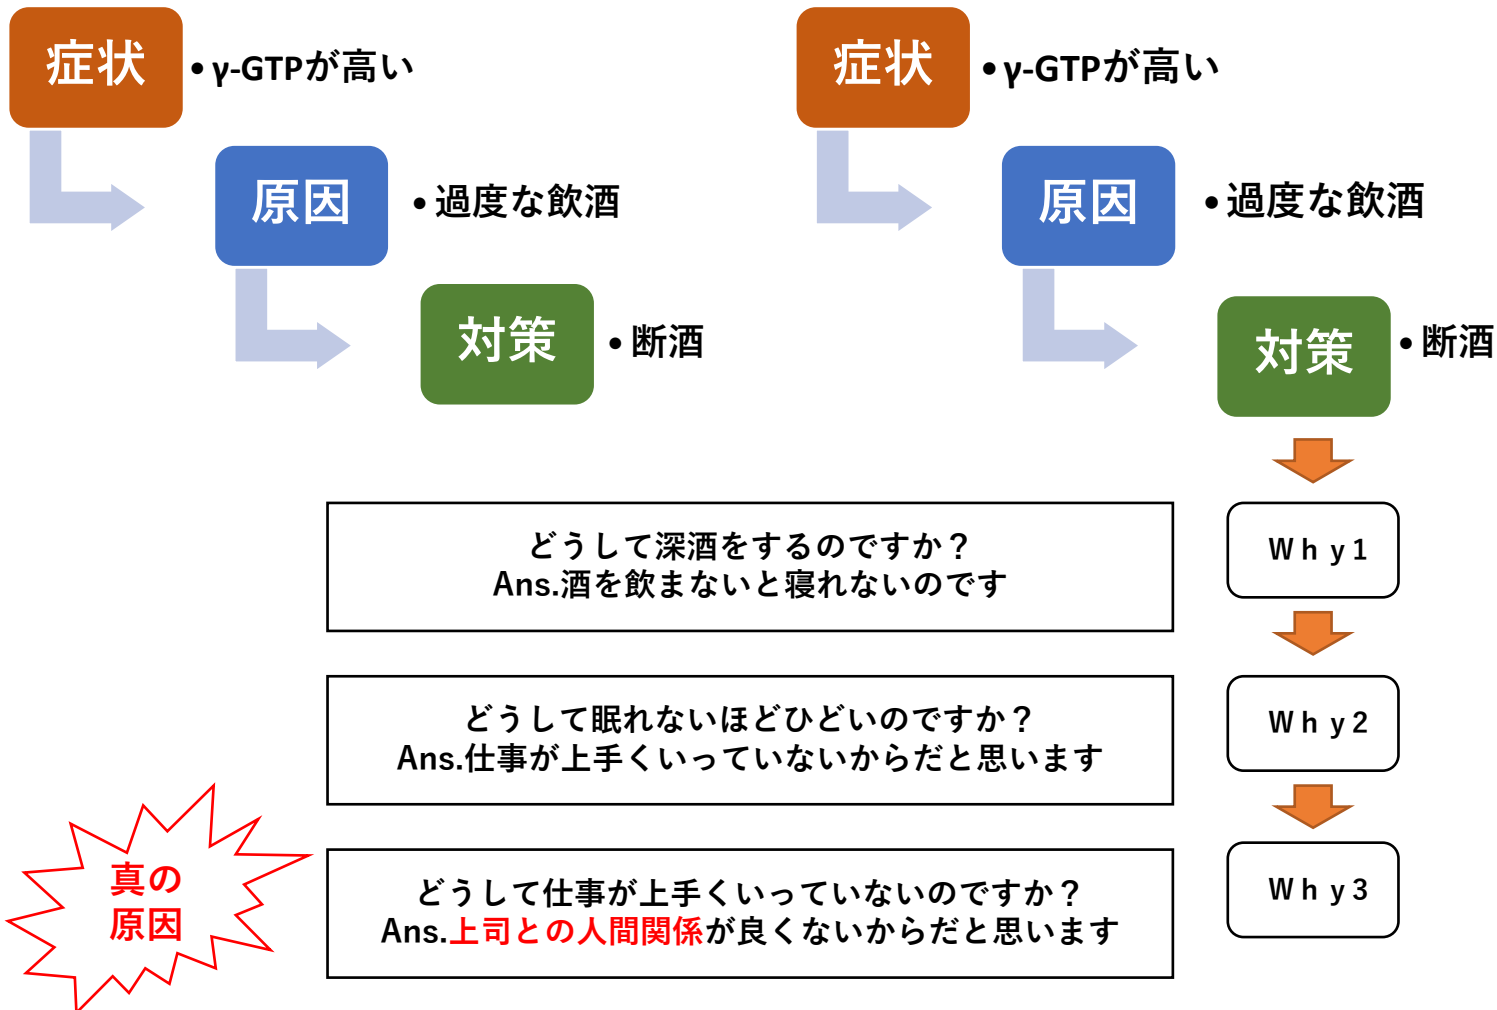 症状
• γ-GTPが高い
原因
• 過度な飲酒
対策
• 断酒
症状
• γ-GTPが高い
原因
• 過度な飲酒
対策
• 断酒
どうして深酒をするのですか？
Ans.酒を飲まないと寝れないのです
Why1
どうして眠れないほどひどいのですか？
Ans.仕事が上手くいっていないからだと思います
Why2
真の
原因
どうして仕事が上手くいっていないのですか？
Ans.上司との人間関係が良くないからだと思います
Why3